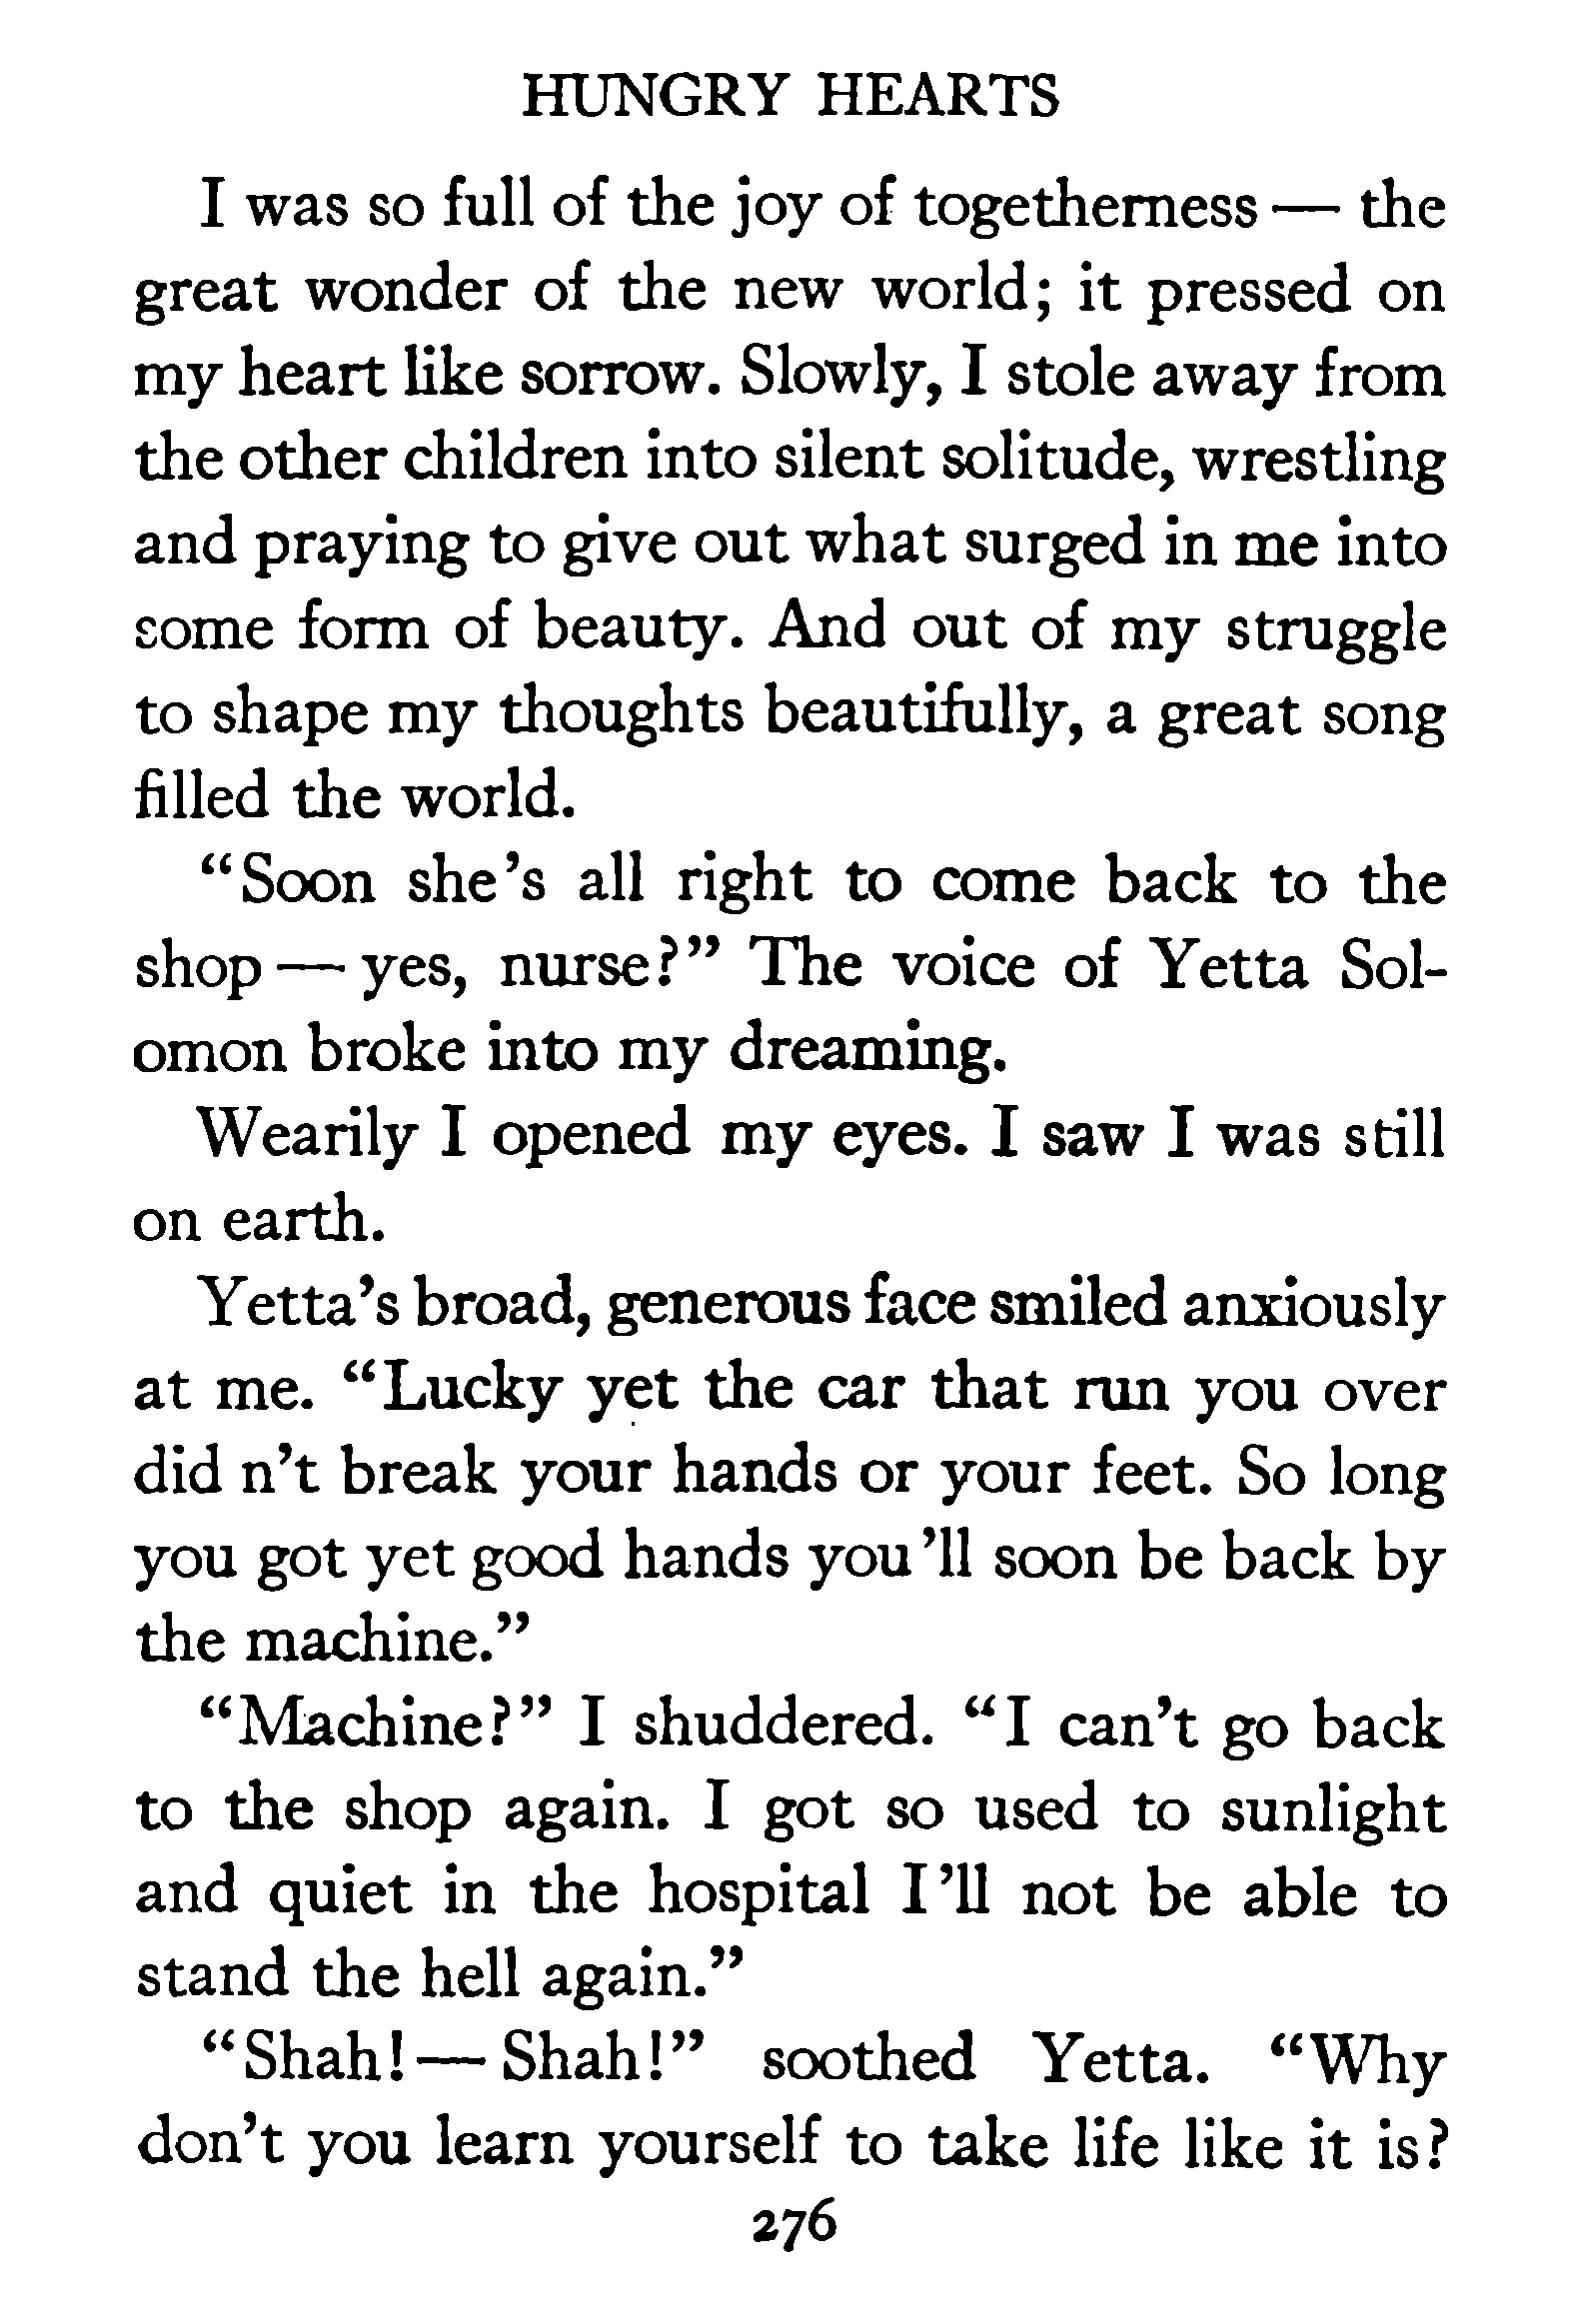 HUNGRY HEARTS
I was so full of the joy of togetherness — the
great wonder of the new world; it pressed on
my heart like sorrow. Slowly, I stole away from
the other children into silent solitude, wrestling
and praying to give out what surged in me into
some form of beauty. And out of my struggle
to shape my thoughts beautifully, a great song
filled the world.
“Soon she’s all right to come back to the
shop — yes, nurse?” The voice of Yetta Sol-
omon broke into my dreaming.
Wearily I opened my eyes. I saw I was still
on earth.
Yetta’s broad, generous face smiled anxiously
at me. “Lucky yet the car that run you over
did n’t break your hands or your feet. So long
you got yet good hands you ’ll soon be back by
the machine.”
“Machine?” I shuddered. “I can’t go back
to the shop again. I got so used to sunlight
and quiet in the hospital I ’ll not be able to
stand the hell again.”
“Shah! — Shah!” soothed Yetta. “Why
don’t you learn yourself to take life like it is?
276